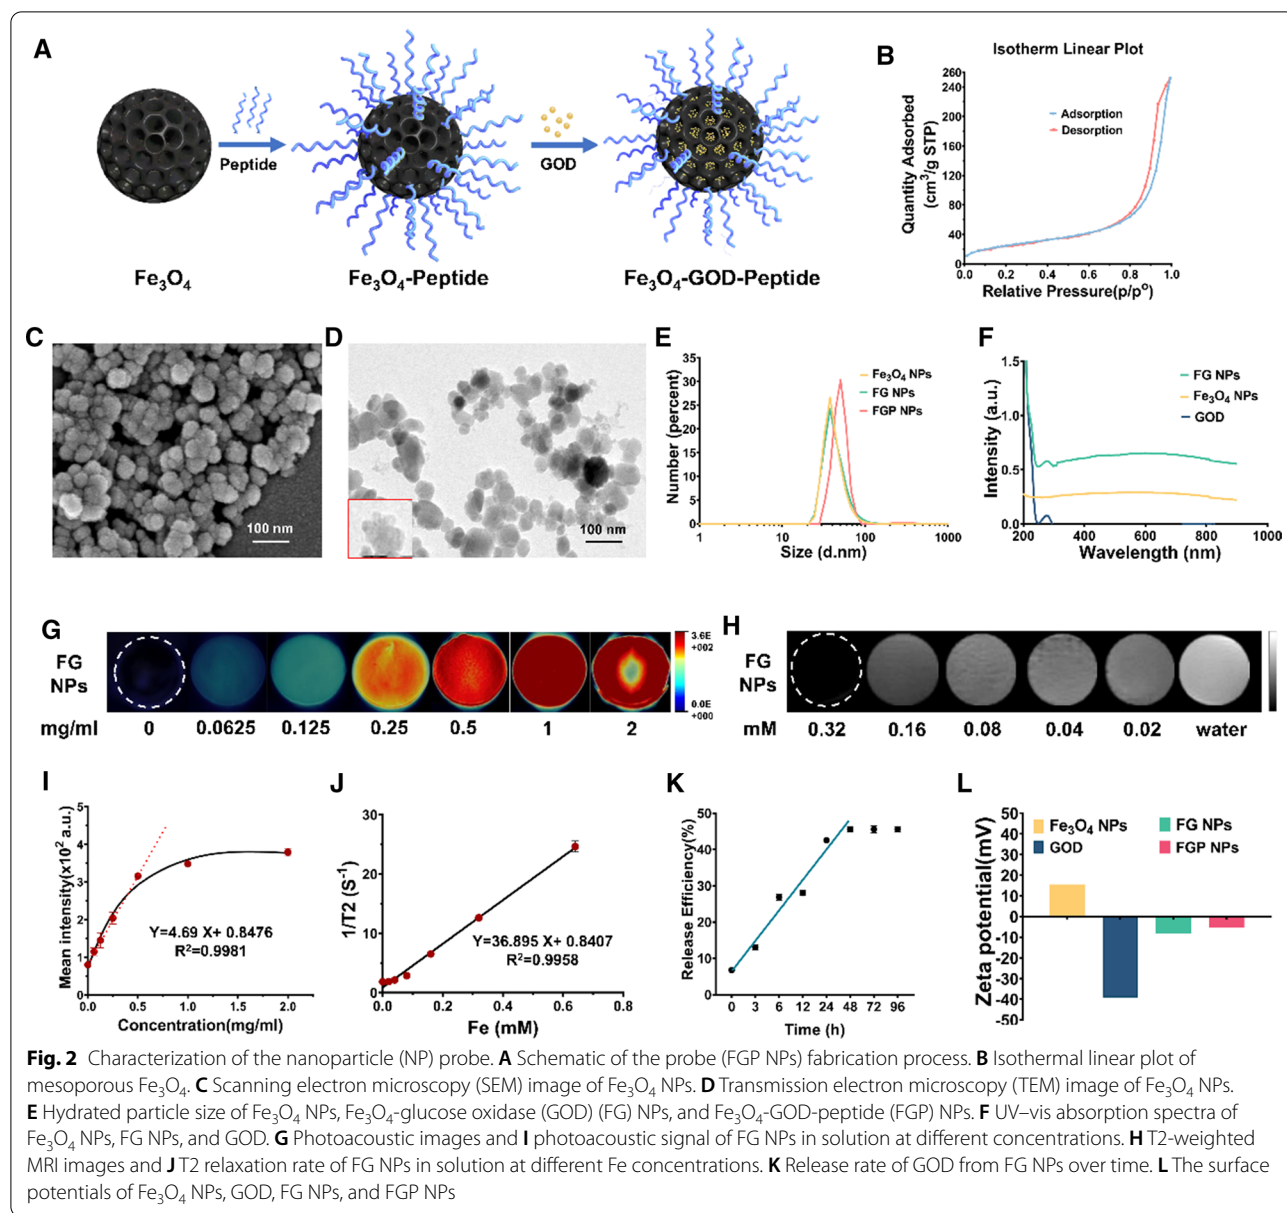 A
Peptide
GOD
Fe₃O₄
Fe₃O₄-Peptide
Fe₃O₄-GOD-Peptide
B
Isotherm Linear Plot
Quantity Adsorbed
(cm³/g STP)
260
240
200
160
120
80
40
0
Adsorption
Desorption
0.0 0.2 0.4 0.6 0.8 1.0
Relative Pressure(p/p°)
C
100 nm
D
100 nm
E
Number (percent)
35
30
25
20
15
10
5
0
Fe₃O₄ NPs
FG NPs
FGP NPs
1 10 100 1000
Size (d.nm)
F
Intensity (a.u.)
1.5
1.0
0.5
0.0
FG NPs
Fe₃O₄ NPs
GOD
200 400 600 800 1000
Wavelength (nm)
G
FG
NPs
3.6E
+002
0.0E
+000
mg/ml 0 0.0625 0.125 0.25 0.5 1 2
H
FG
NPs
mM 0.32 0.16 0.08 0.04 0.02 water
I
Mean intensity(x10² a.u.)
5
4
3
2
1
0
Y=4.69 X+ 0.8476
R²=0.9981
0.0 0.5 1.0 1.5 2.0
Concentration(mg/ml)
J
1/T2 (S⁻¹)
30
20
10
0
Y=36.895 X+ 0.8407
R²=0.9958
0.0 0.2 0.4 0.6 0.8
Fe (mM)
K
Release Efficiency(%)
50
40
30
20
10
0
0 3 6 12 24 48 72 96
Time (h)
L
Zeta potential(mV)
50
40
30
20
10
0
-10
-20
-30
-40
-50
Fe₃O₄ NPs
GOD
FG NPs
FGP NPs
Fig. 2 Characterization of the nanoparticle (NP) probe. A Schematic of the probe (FGP NPs) fabrication process. B Isothermal linear plot of
mesoporous Fe₃O₄. C Scanning electron microscopy (SEM) image of Fe₃O₄ NPs. D Transmission electron microscopy (TEM) image of Fe₃O₄ NPs.
E Hydrated particle size of Fe₃O₄ NPs, Fe₃O₄-glucose oxidase (GOD) (FG) NPs, and Fe₃O₄-GOD-peptide (FGP) NPs. F UV–vis absorption spectra of
Fe₃O₄ NPs, FG NPs, and GOD. G Photoacoustic images and I photoacoustic signal of FG NPs in solution at different concentrations. H T2-weighted
MRI images and J T2 relaxation rate of FG NPs in solution at different Fe concentrations. K Release rate of GOD from FG NPs over time. L The surface
potentials of Fe₃O₄ NPs, GOD, FG NPs, and FGP NPs